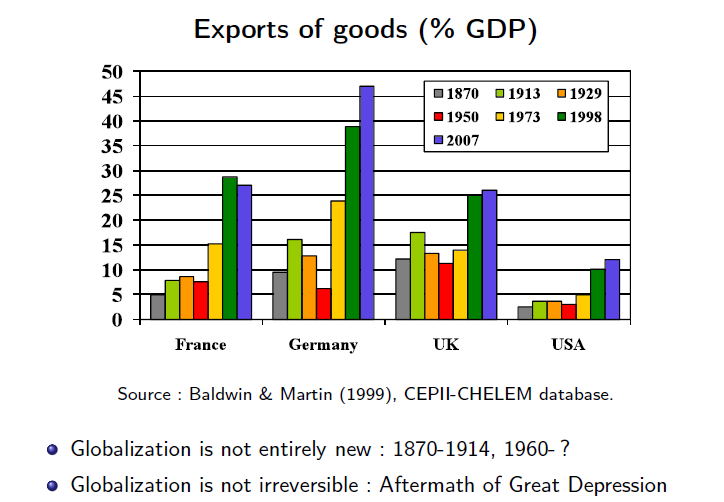 Exports of goods (% GDP)
50
45
40
35
30
25
20
15
10
5
0
1870 1913 1929
1950 1973 1998
2007
France Germany UK USA
Source : Baldwin & Martin (1999), CEPII-CHELEM database.
Globalization is not entirely new : 1870-1914, 1960- ?
Globalization is not irreversible : Aftermath of Great Depression